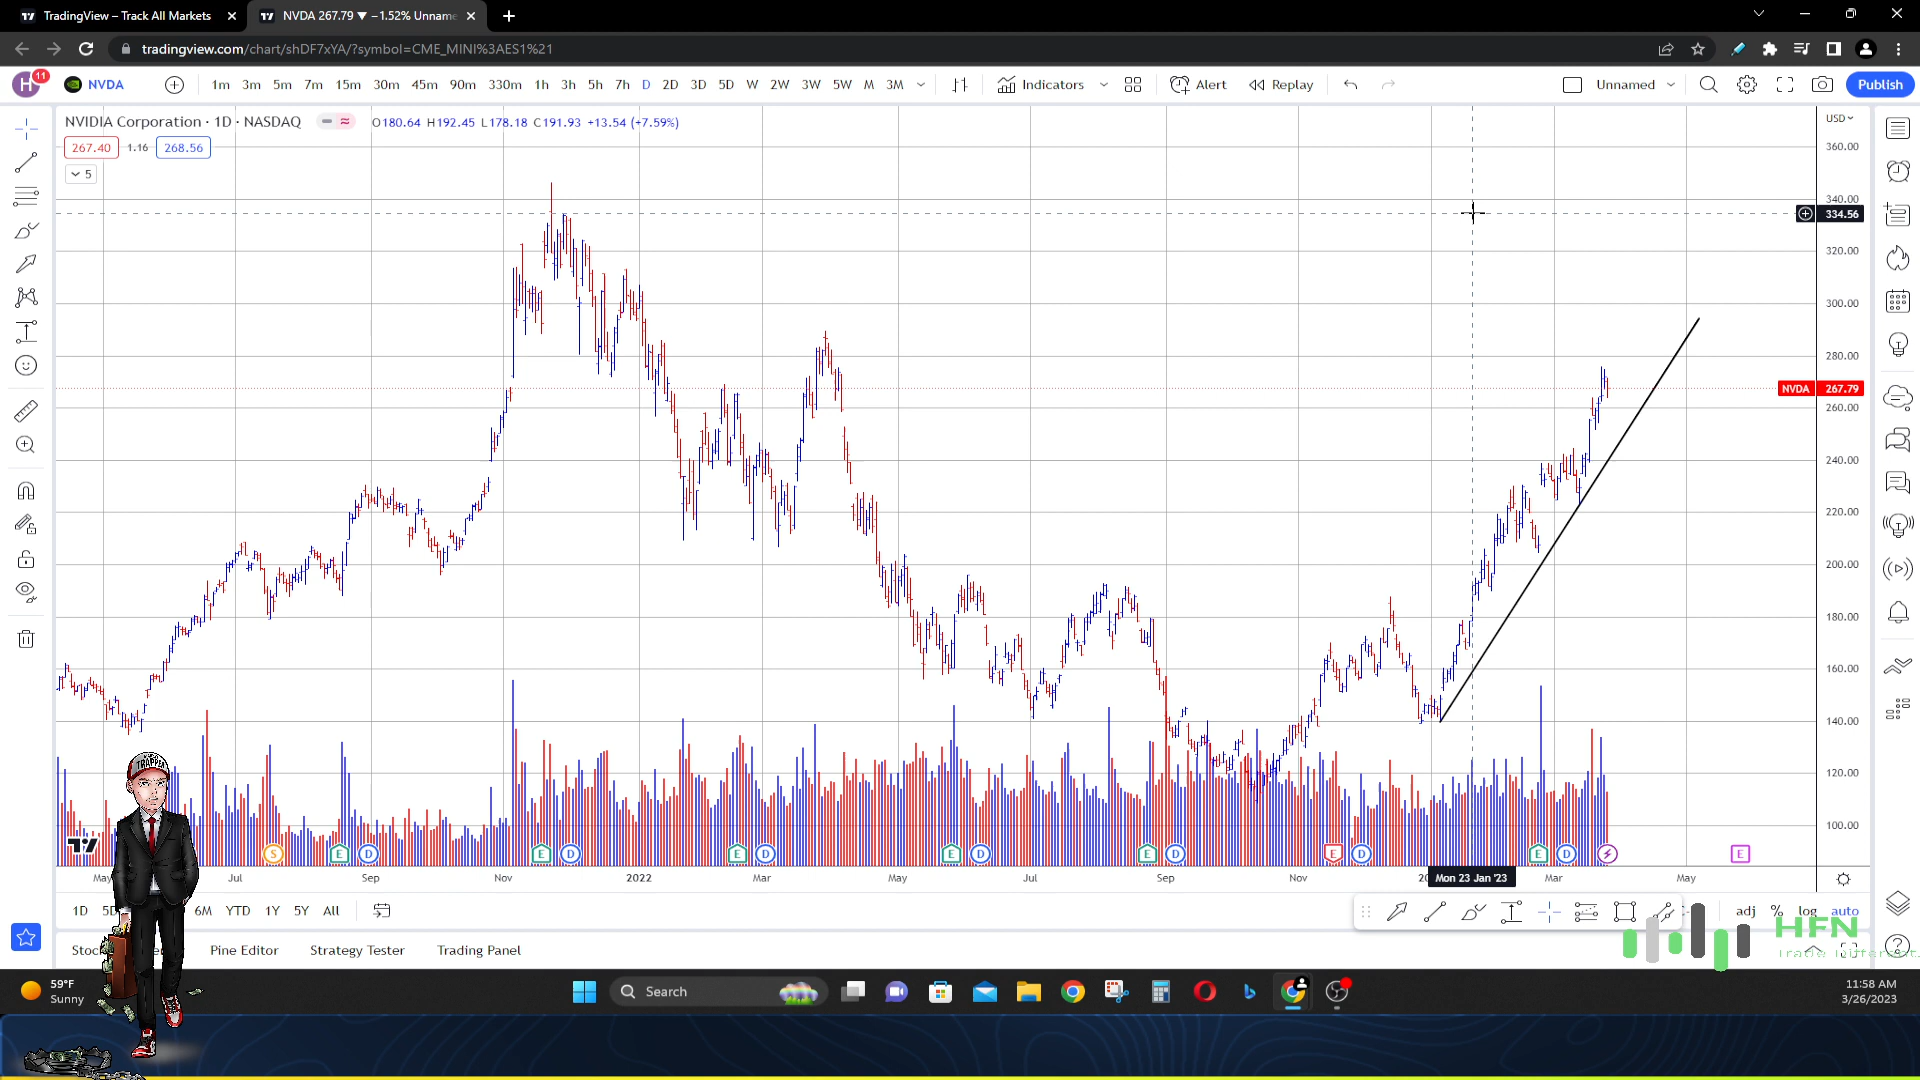 TradingView – Track All Markets
NVDA 267.79 ▼ −1.52% Unname
tradingview.com/chart/shDF7xYA/?symbol=CME_MINI%3AES1%21
H 11 NVDA 1m 3m 5m 7m 15m 30m 45m 90m 330m 1h 3h 5h 7h D 2D 3D 5D W 2W 3W 5W M 3M Indicators Alert Replay Unnamed Publish
NVIDIA Corporation · 1D · NASDAQ O180.64 H192.45 L178.18 C191.93 +13.54 (+7.59%)
USD
267.40 1.16 268.56
5
360.00
340.00
334.56
320.00
300.00
280.00
NVDA 267.79
260.00
240.00
220.00
200.00
180.00
160.00
140.00
120.00
100.00
TRAPPER
S E D E D E D E D E D E D E D E
May Jul Sep Nov 2022 Mar May Jul Sep Nov 20 Mon 23 Jan '23 Mar May
1D 5D 6M YTD 1Y 5Y All
adj % log auto
HFN
Trade Different.
Stoc Pine Editor Strategy Tester Trading Panel
59°F
Sunny
Search
11:58 AM
3/26/2023